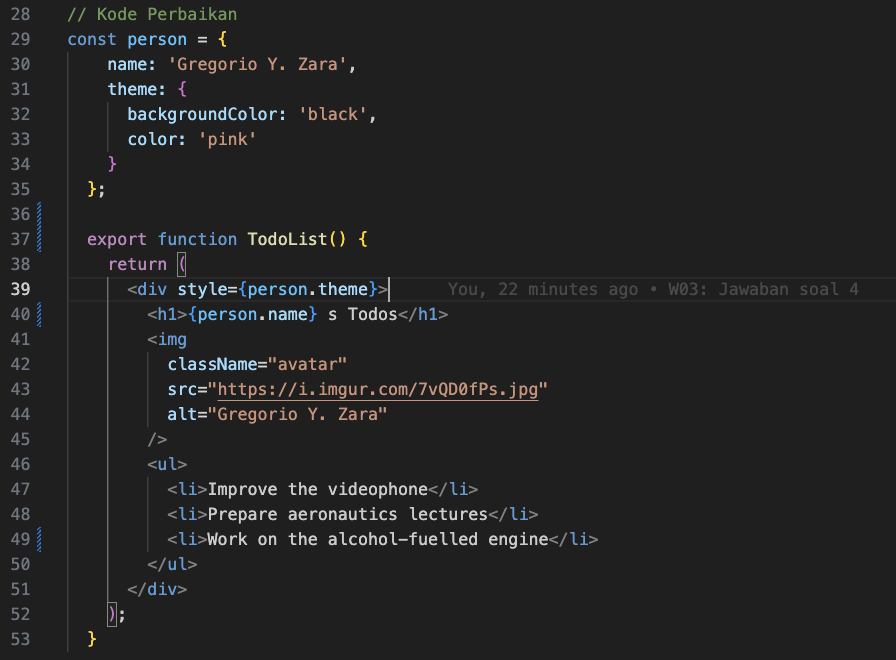 28 // Kode Perbaikan
29 const person = {
30 name: 'Gregorio Y. Zara',
31 theme: {
32 backgroundColor: 'black',
33 color: 'pink'
34 }
35 };
36
37 export function TodoList() {
38 return (
39 <div style={person.theme}> You, 22 minutes ago • W03: Jawaban soal 4
40 <h1>{person.name} s Todos</h1>
41 <img
42 className="avatar"
43 src="https://i.imgur.com/7vQD0fPs.jpg"
44 alt="Gregorio Y. Zara"
45 />
46 <ul>
47 <li>Improve the videophone</li>
48 <li>Prepare aeronautics lectures</li>
49 <li>Work on the alcohol-fuelled engine</li>
50 </ul>
51 </div>
52 );
53 }